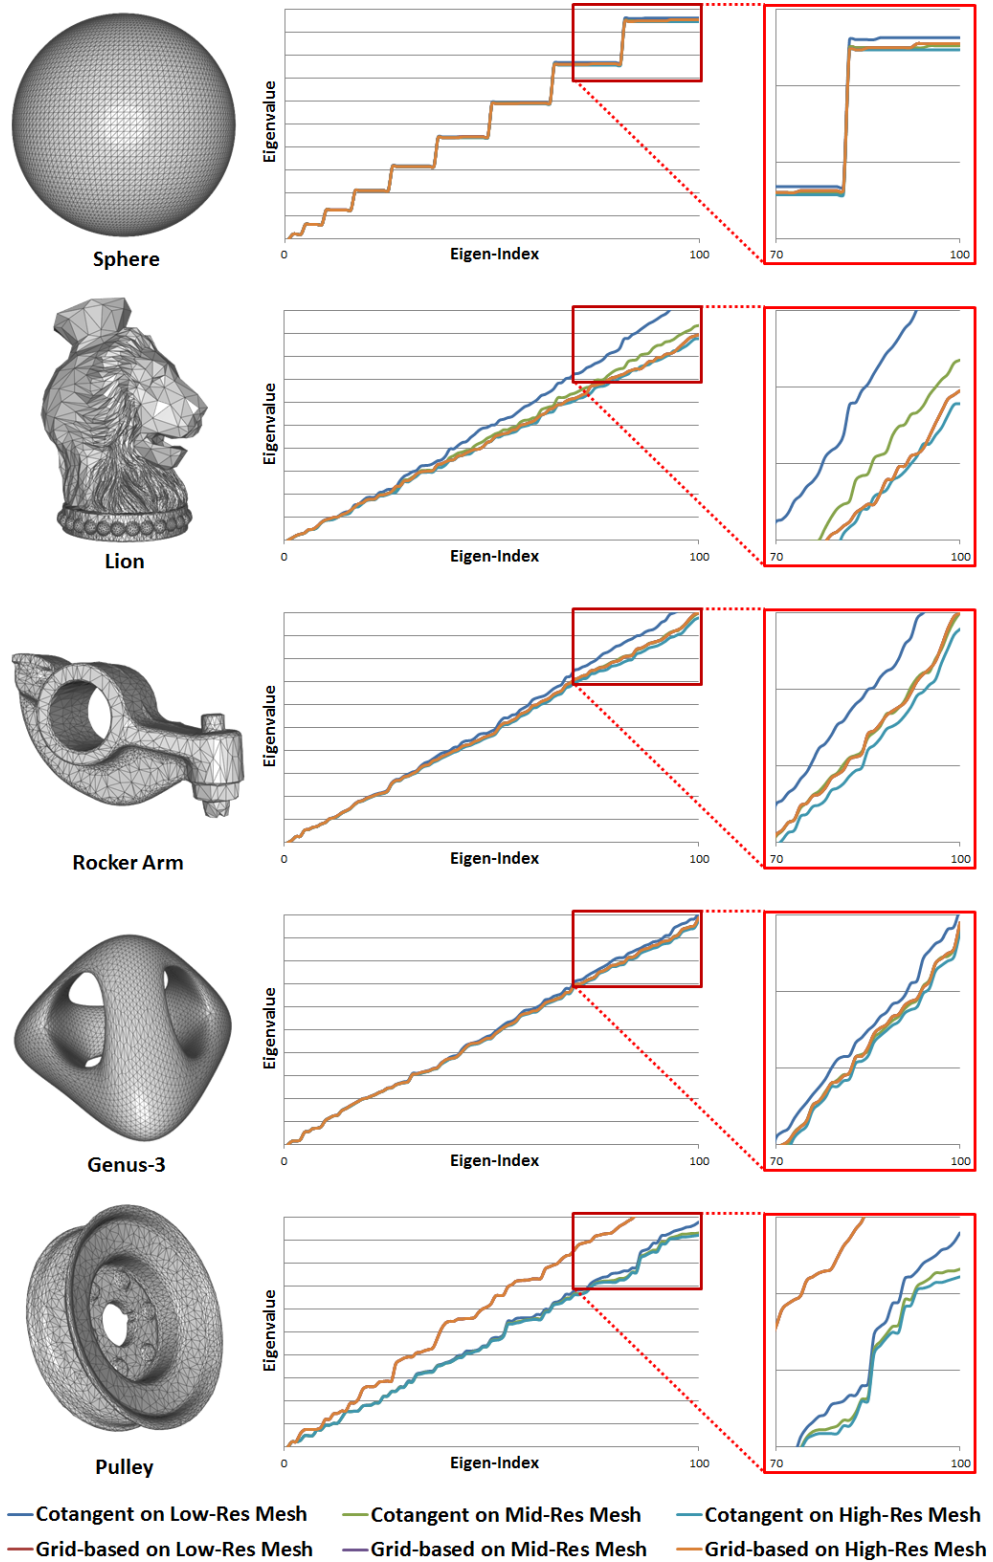 Eigenvalue
0
Eigen-Index
100
70
100
Sphere
Eigenvalue
0
Eigen-Index
100
70
100
Lion
Eigenvalue
0
Eigen-Index
100
70
100
Rocker Arm
Eigenvalue
0
Eigen-Index
100
70
100
Genus-3
Eigenvalue
0
Eigen-Index
100
70
100
Pulley
Cotangent on Low-Res Mesh
Cotangent on Mid-Res Mesh
Cotangent on High-Res Mesh
Grid-based on Low-Res Mesh
Grid-based on Mid-Res Mesh
Grid-based on High-Res Mesh